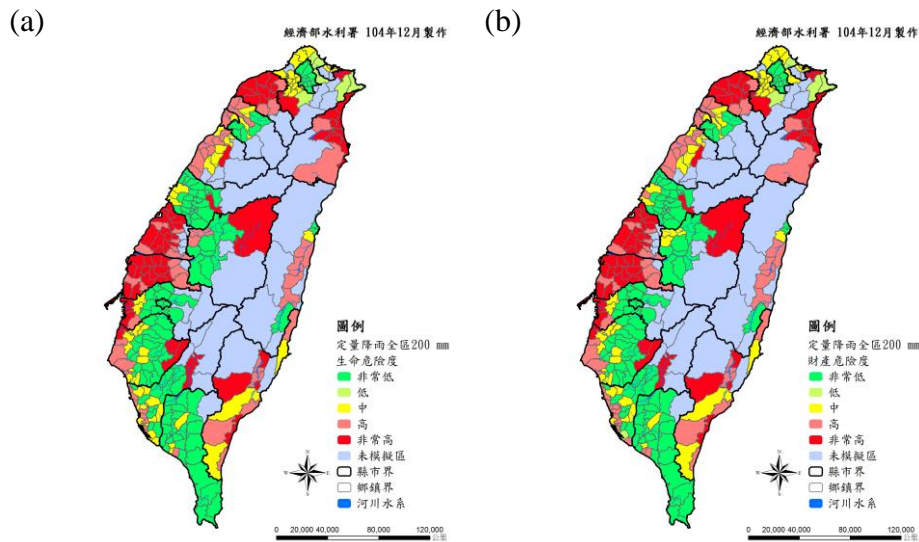 (a)
經濟部水利署 104年12月製作
圖例
定量降雨全區200 mm
生命危險度
非常低
低
中
高
非常高
未模擬區
縣市界
鄉鎮界
河川水系
N
W
E
S
0 20,000 40,000 80,000 120,000
公里
(b)
經濟部水利署 104年12月製作
圖例
定量降雨全區200 mm
財產危險度
非常低
低
中
高
非常高
未模擬區
縣市界
鄉鎮界
河川水系
N
W
E
S
0 20,000 40,000 80,000 120,000
公里